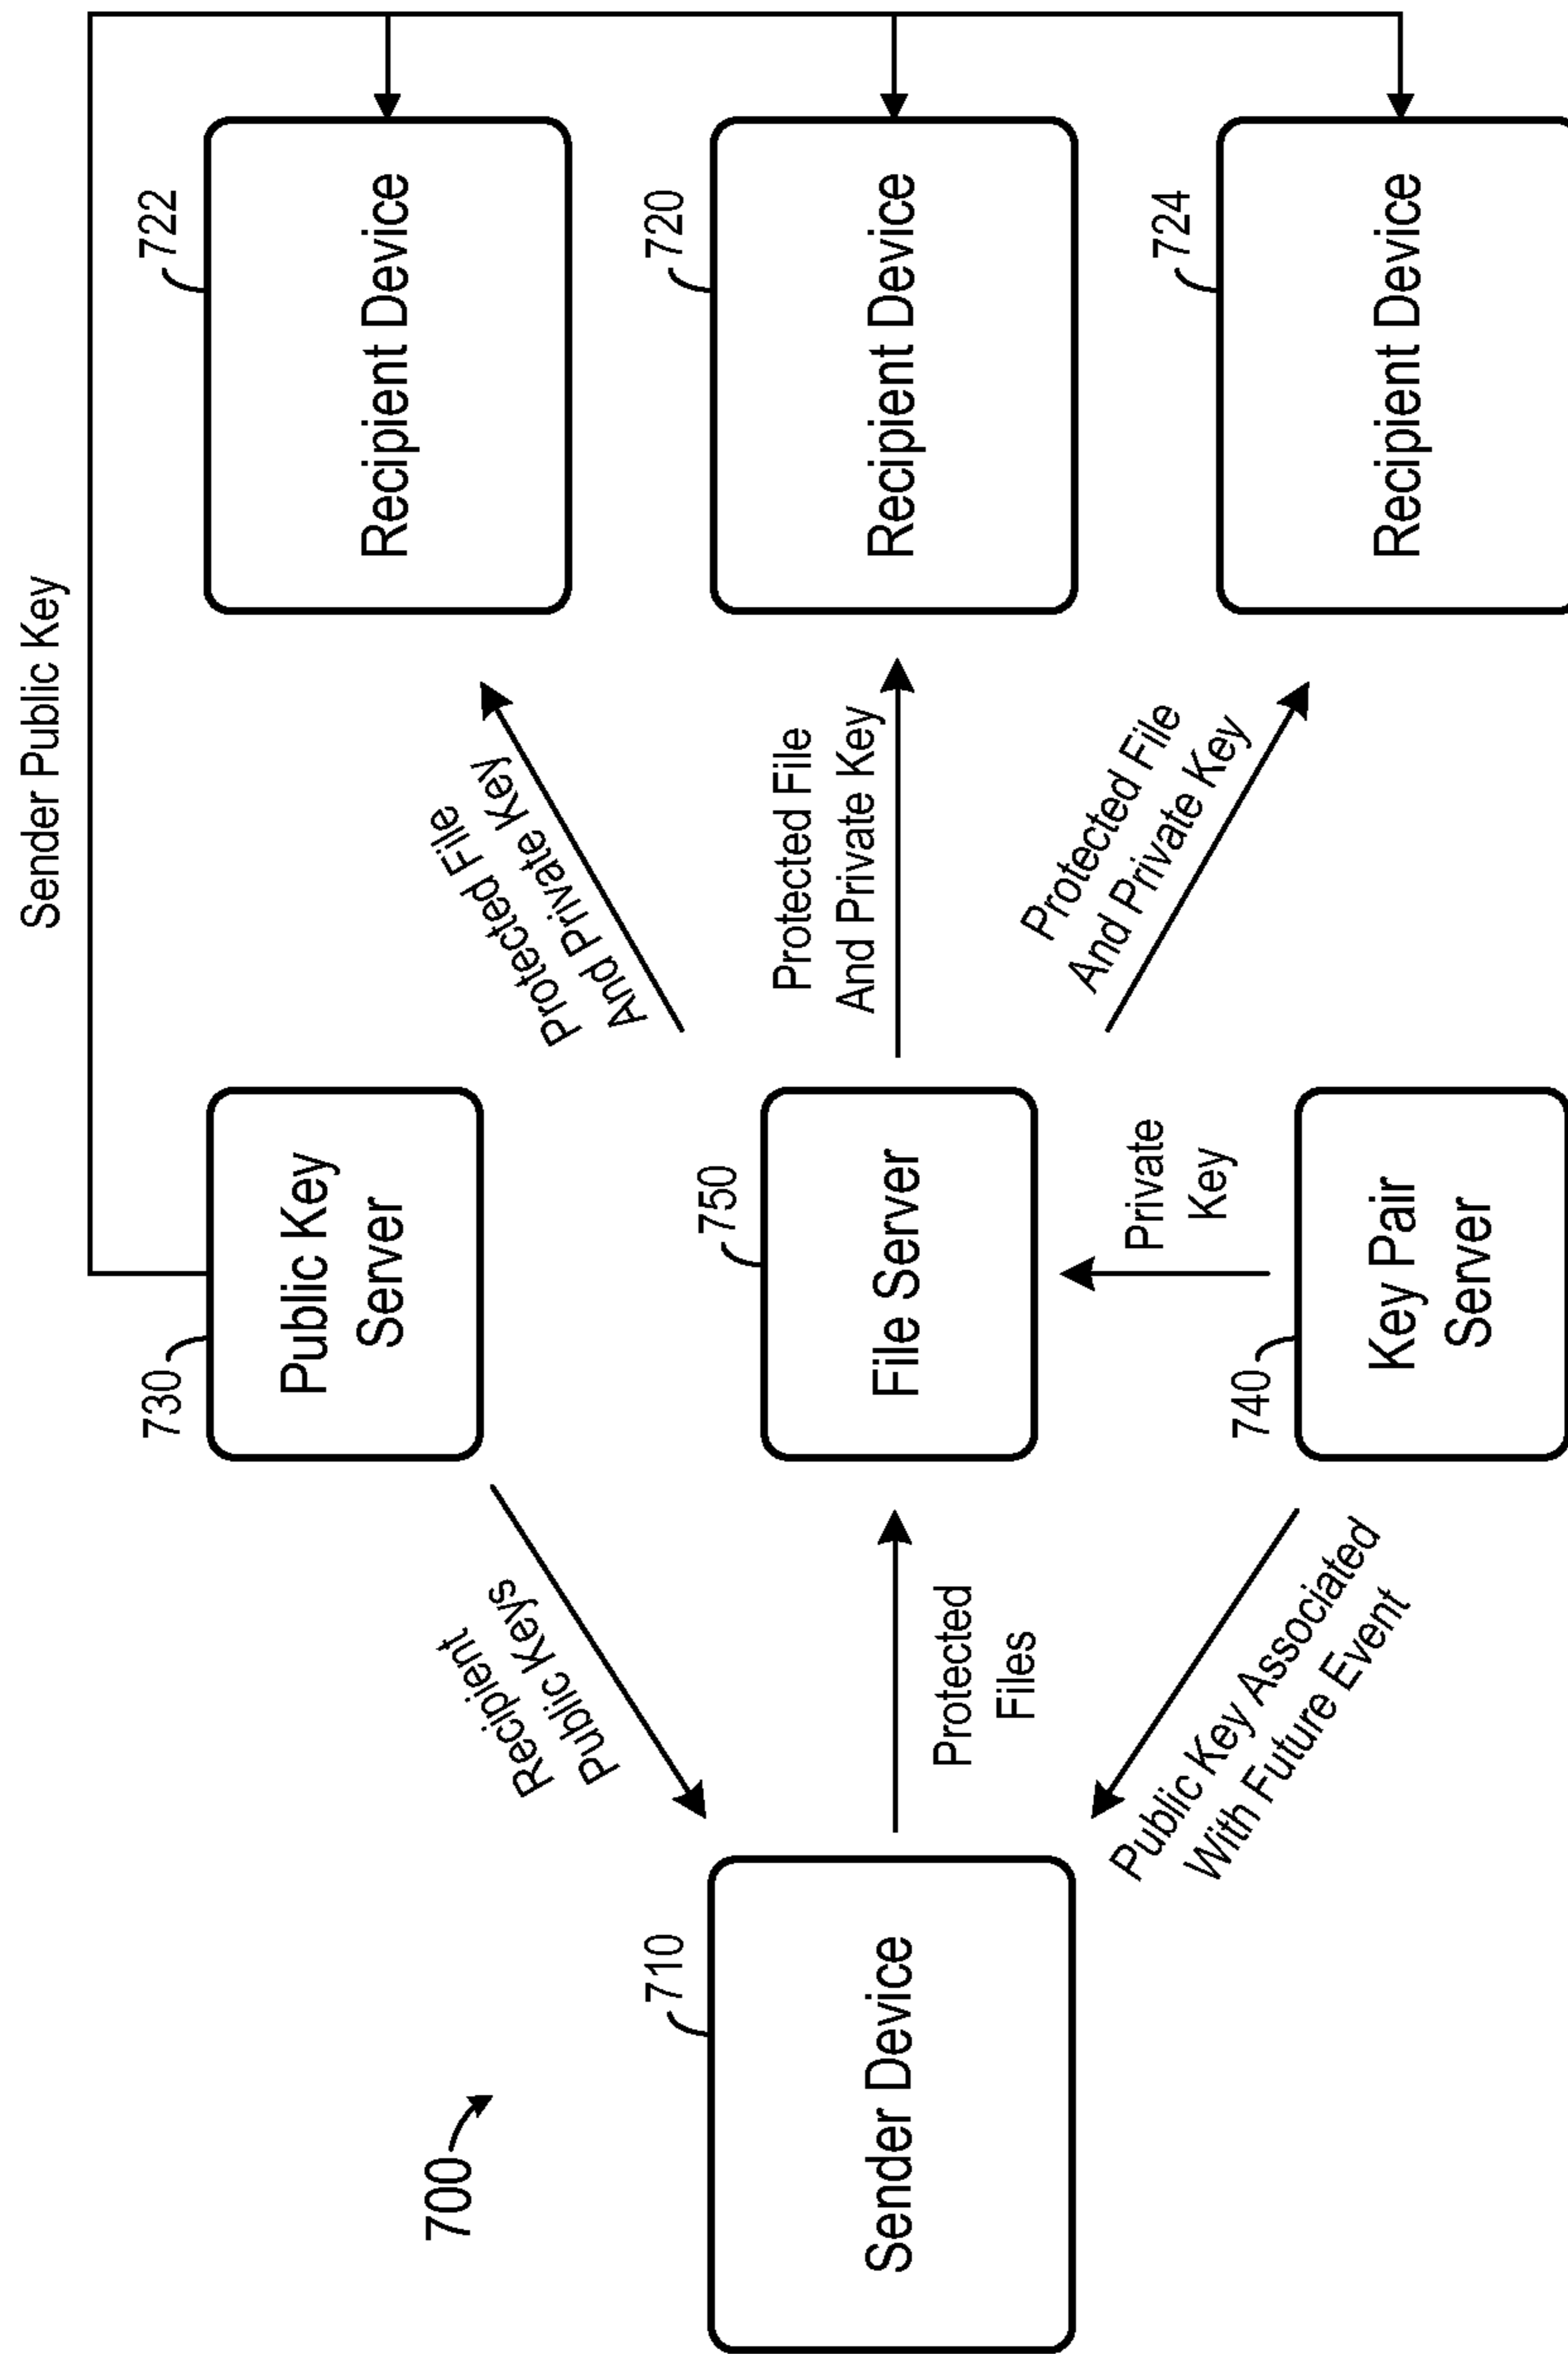 Sender Public Key
700
710
Sender Device
Recipient
Public Keys
Protected
Files
Public Key Associated
With Future Event
730
Public Key
Server
750
File Server
Private
Key
740
Key Pair
Server
Protected File
And Private Key
Protected File
And Private Key
Protected File
And Private Key
722
Recipient Device
720
Recipient Device
724
Recipient Device